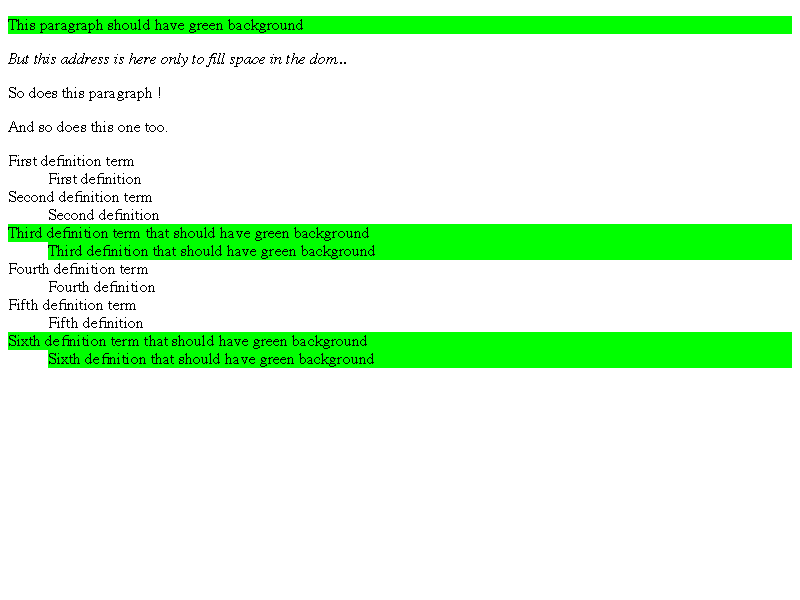 This paragraph should have green background
But this address is here only to fill space in the dom...
So does this paragraph !
And so does this one too.
First definition term
First definition
Second definition term
Second definition
Third definition term that should have green background
Third definition that should have green background
Fourth definition term
Fourth definition
Fifth definition term
Fifth definition
Sixth definition term that should have green background
Sixth definition that should have green background